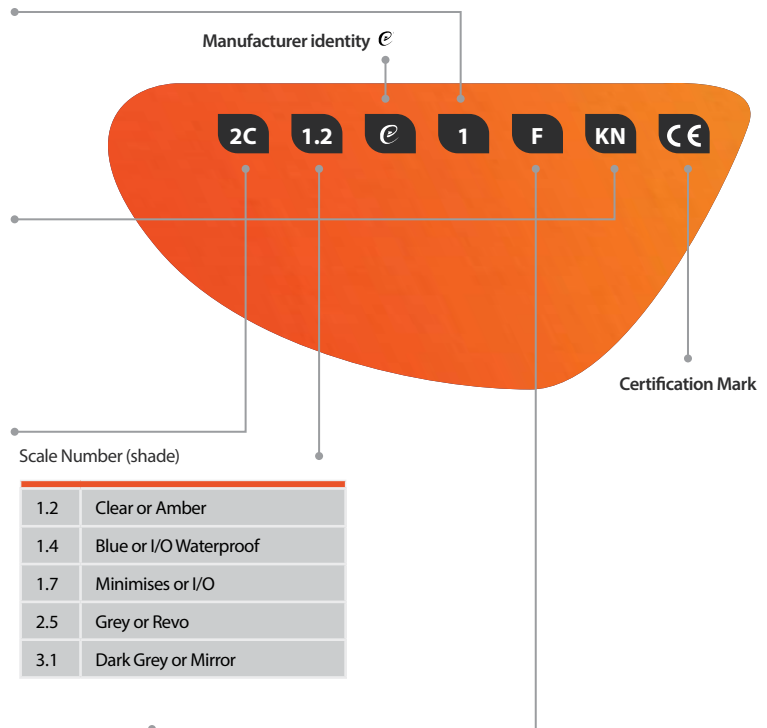 Manufacturer identity e
2C 1.2 e 1 F KN CE
Certification Mark
Scale Number (shade)
1.2 Clear or Amber
1.4 Blue or I/O Waterproof
1.7 Minimises or I/O
2.5 Grey or Revo
3.1 Dark Grey or Mirror